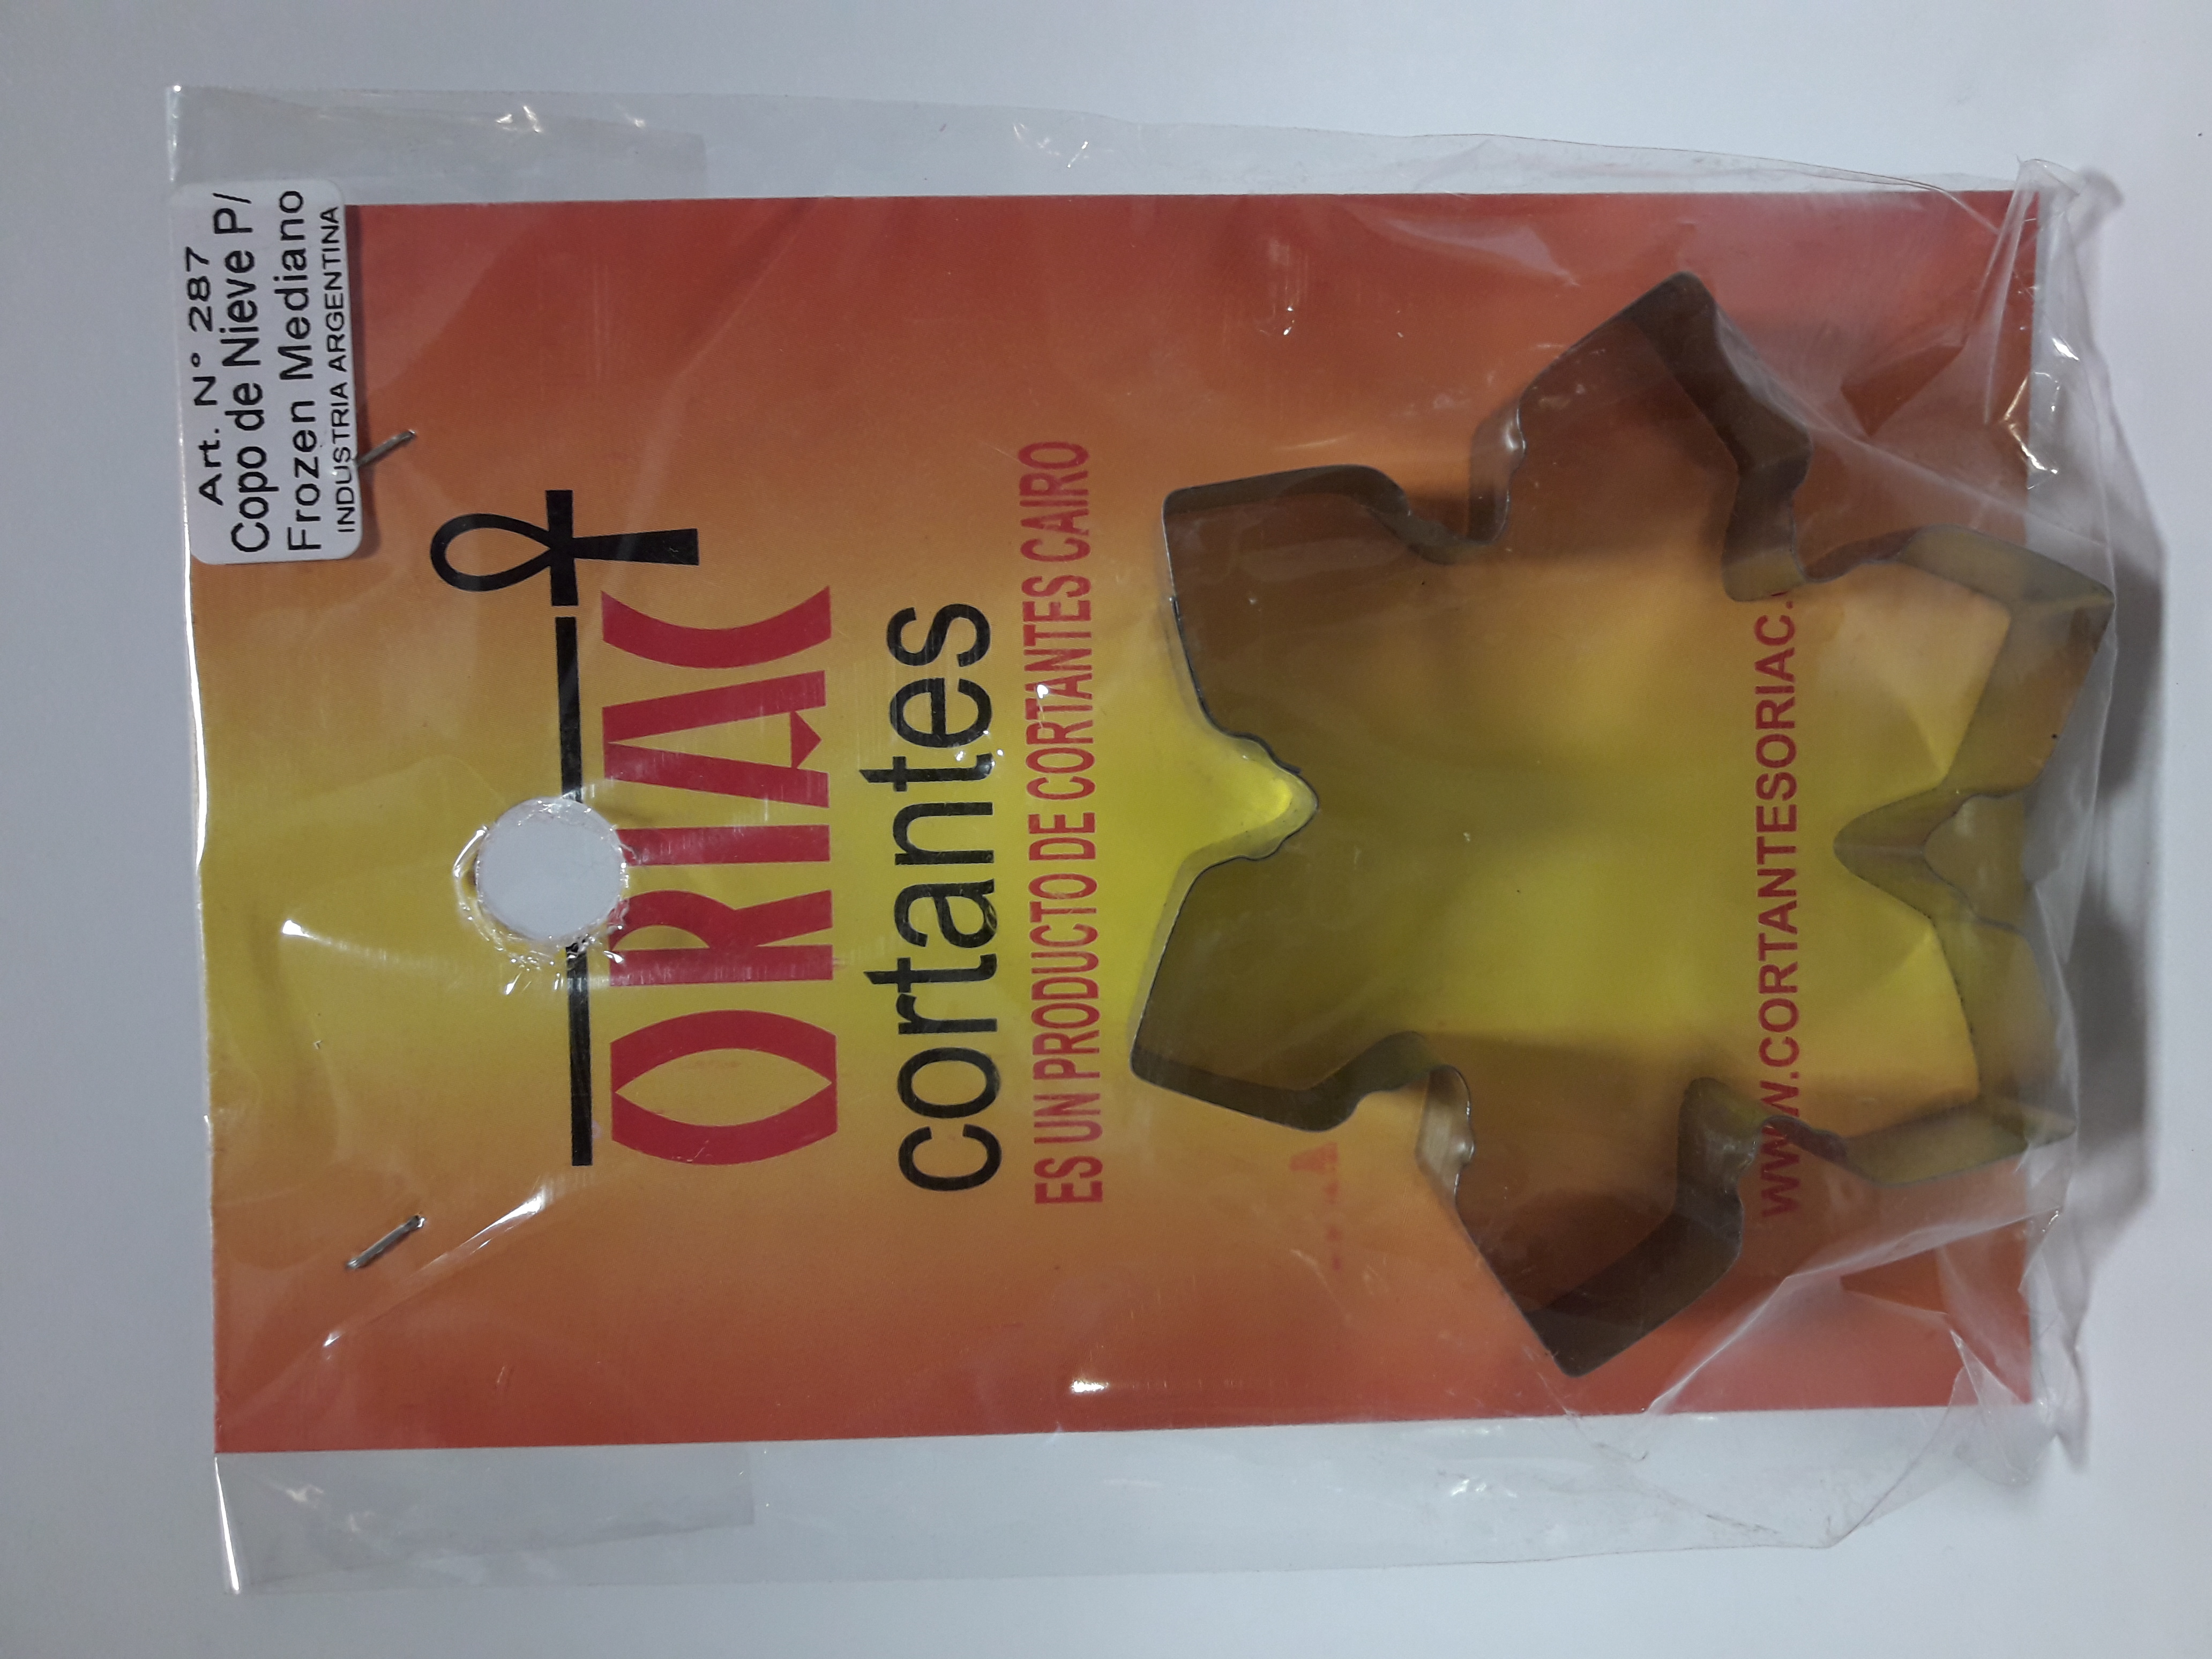 Art. N° 287
Copo de Nieve P/
Frozen Mediano
INDUSTRIA ARGENTINA
ORIAC
cortantes
ES UN PRODUCTO DE CORTANTES CAIRO
WWW.CORTANTESORIAC.